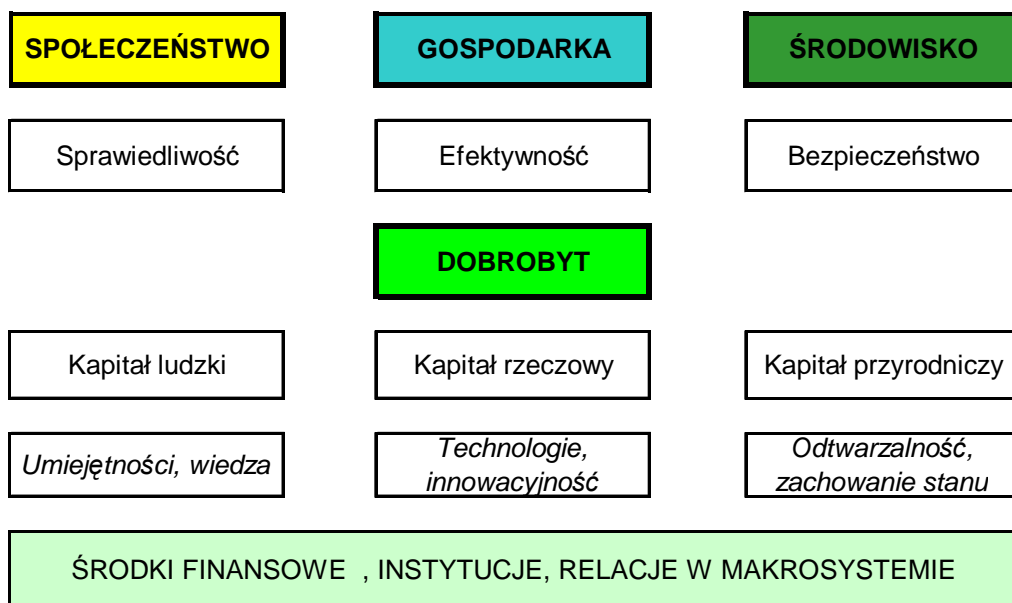 SPOŁECZEŃSTWO
GOSPODARKA
ŚRODOWISKO
Sprawiedliwość
Efektywność
Bezpieczeństwo
DOBROBYT
Kapitał ludzki
Kapitał rzeczowy
Kapitał przyrodniczy
Umiejętności, wiedza
Technologie,
innowacyjność
Odtwarzalność,
zachowanie stanu
ŚRODKI FINANSOWE , INSTYTUCJE, RELACJE W MAKROSYSTEMIE